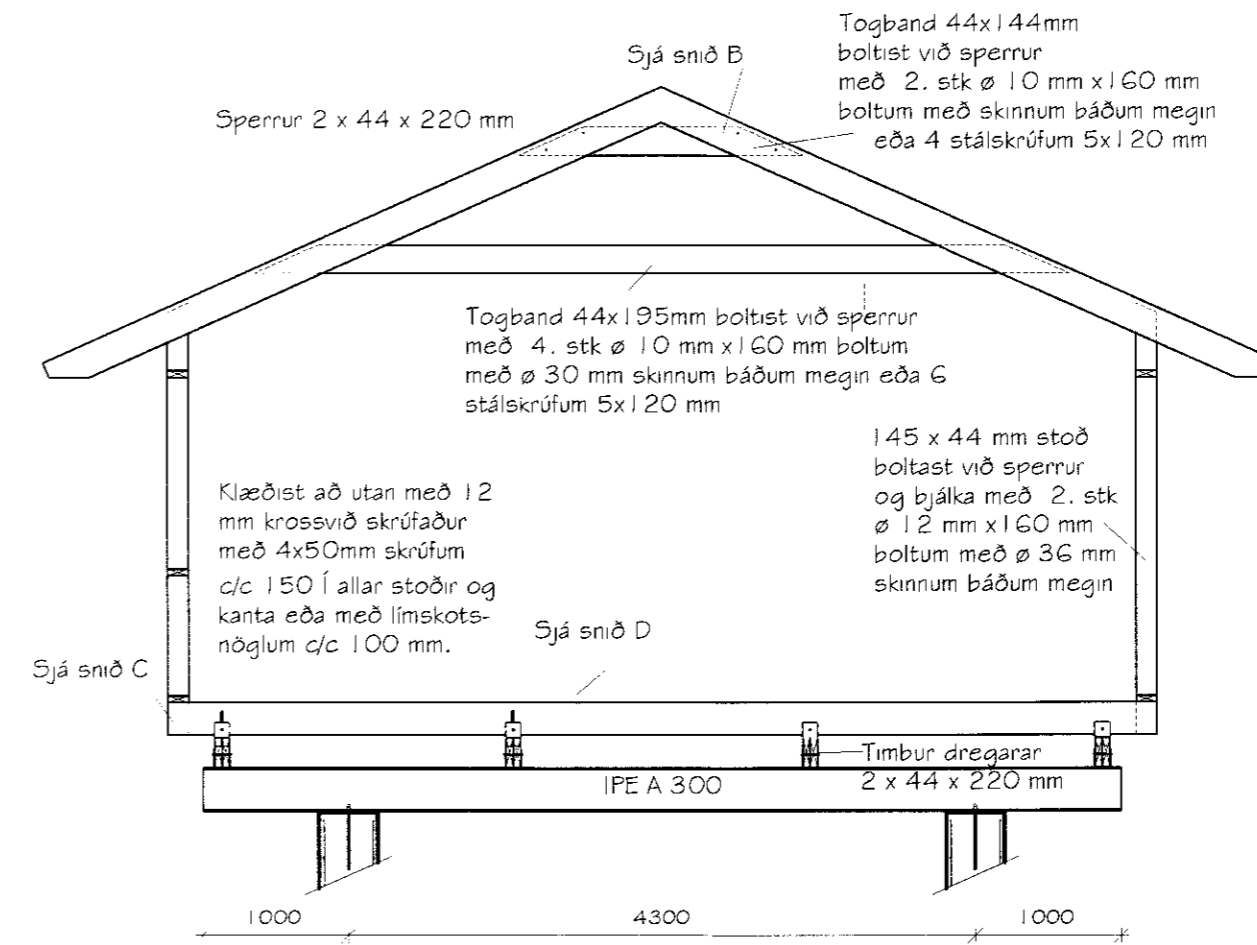 Togband 44x144mm
boltist við sperrur
með 2. stk ø 10 mm x160 mm
boltum með skinnum báðum megin
eða 4 stálskrúfum 5x120 mm
Sjá snið B
Sperrur 2 x 44 x 220 mm
Togband 44x195mm boltist við sperrur
með 4. stk ø 10 mm x160 mm boltum
með ø 30 mm skinnum báðum megin eða 6
stálskrúfum 5x120 mm
145 x 44 mm stoð
boltast við sperrur
og bjálka með 2. stk
ø 12 mm x160 mm
boltum með ø 36 mm
skinnum báðum megin
Klæðist að utan með 12
mm krossvið skrúfaður
með 4x50mm skrúfum
c/c 150 Í allar stoðir og
kanta eða með límskots-
nöglum c/c 100 mm.
Sjá snið D
Sjá snið C
Timbur dregarar
2 x 44 x 220 mm
IPE A 300
1000
4300
1000